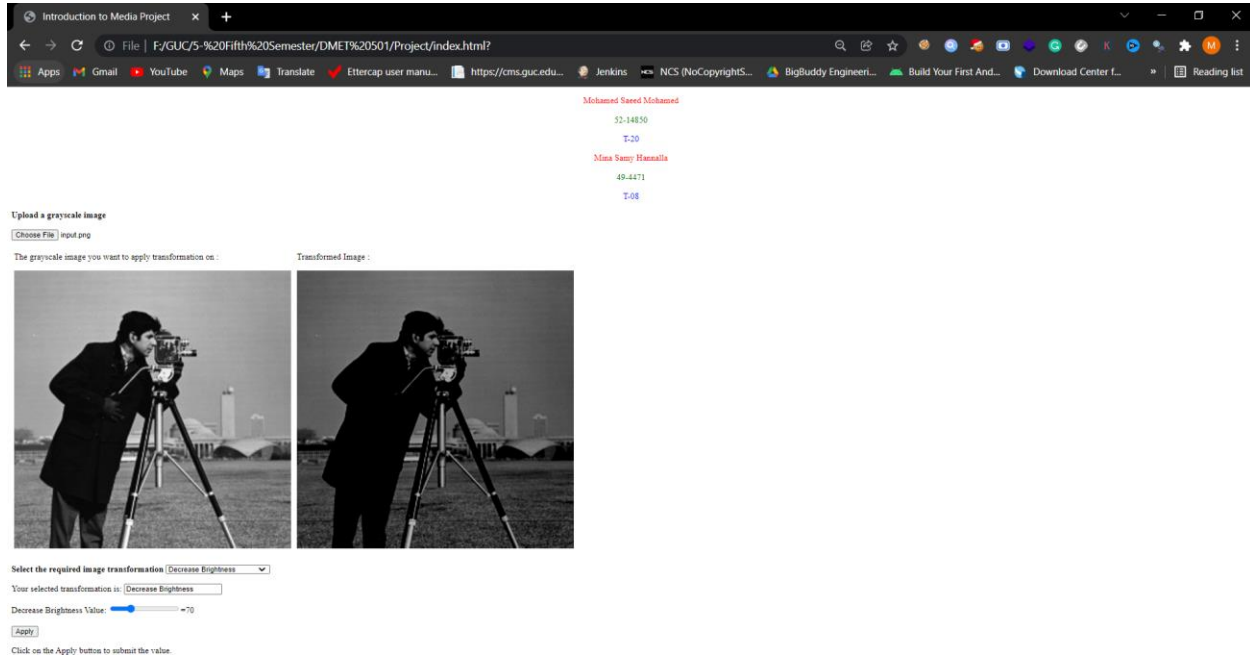 Introduction to Media Project
File | F:/GUC/5-%20Fifth%20Semester/DMET%20501/Project/index.html?
Apps Gmail YouTube Maps Translate Ettercap user manu... https://cms.guc.edu... Jenkins NCS (NoCopyrightS... BigBuddy Engineeri... Build Your First And... Download Center f... » Reading list
Mohamed Saeed Mohamed
52-14850
T-20
Mina Samy Hannalla
49-4471
T-08
Upload a grayscale image
Choose File input.png
The grayscale image you want to apply transformation on : Transformed Image :
Select the required image transformation Decrease Brightness
Your selected transformation is: Decrease Brightness
Decrease Brightness Value: =70
Apply
Click on the Apply button to submit the value.